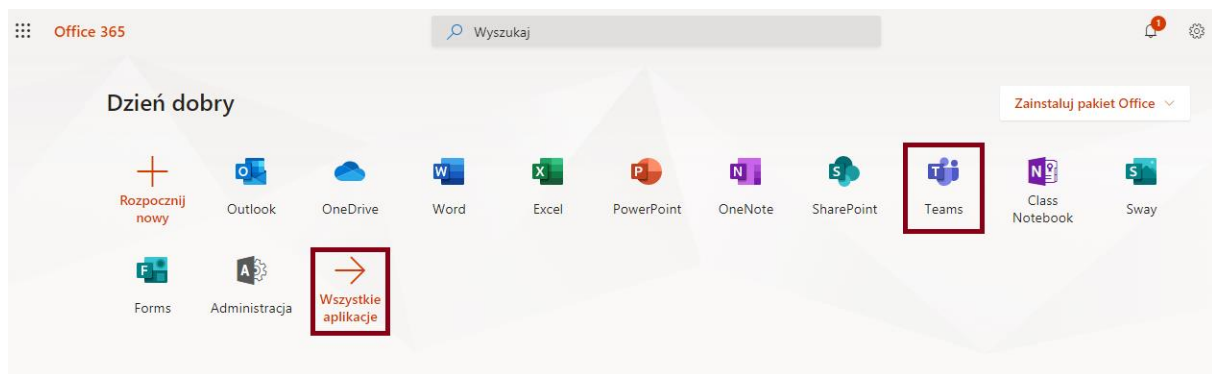 Office 365
Wyszukaj
1
Dzień dobry
Zainstaluj pakiet Office
Rozpocznij
nowy
Outlook
OneDrive
Word
Excel
PowerPoint
OneNote
SharePoint
Teams
Class
Notebook
Sway
Forms
Administracja
Wszystkie
aplikacje